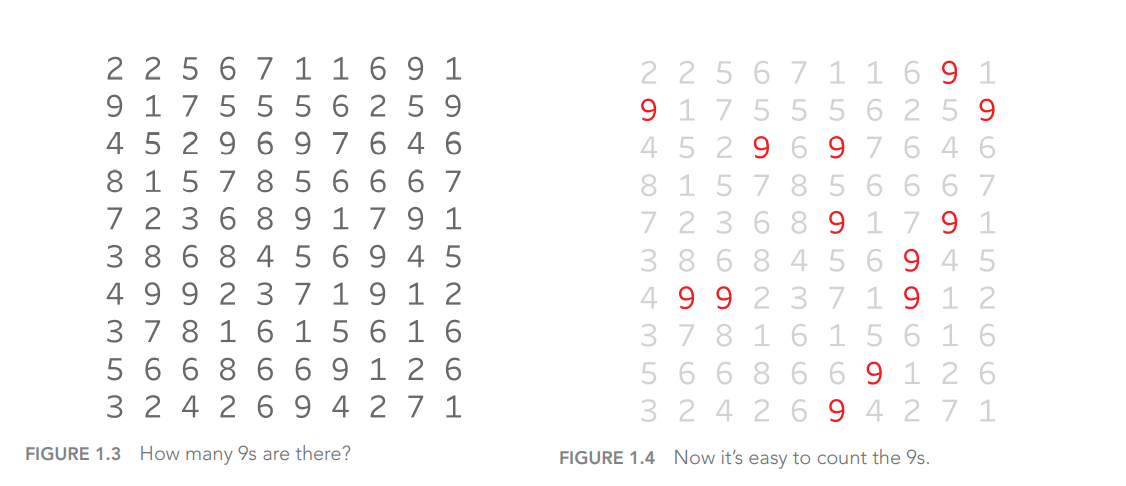 2 2 5 6 7 1 1 6 9 1
9 1 7 5 5 5 6 2 5 9
4 5 2 9 6 9 7 6 4 6
8 1 5 7 8 5 6 6 6 7
7 2 3 6 8 9 1 7 9 1
3 8 6 8 4 5 6 9 4 5
4 9 9 2 3 7 1 9 1 2
3 7 8 1 6 1 5 6 1 6
5 6 6 8 6 6 9 1 2 6
3 2 4 2 6 9 4 2 7 1
FIGURE 1.3 How many 9s are there?
2 2 5 6 7 1 1 6 9 1
9 1 7 5 5 5 6 2 5 9
4 5 2 9 6 9 7 6 4 6
8 1 5 7 8 5 6 6 6 7
7 2 3 6 8 9 1 7 9 1
3 8 6 8 4 5 6 9 4 5
4 9 9 2 3 7 1 9 1 2
3 7 8 1 6 1 5 6 1 6
5 6 6 8 6 6 9 1 2 6
3 2 4 2 6 9 4 2 7 1
FIGURE 1.4 Now it’s easy to count the 9s.